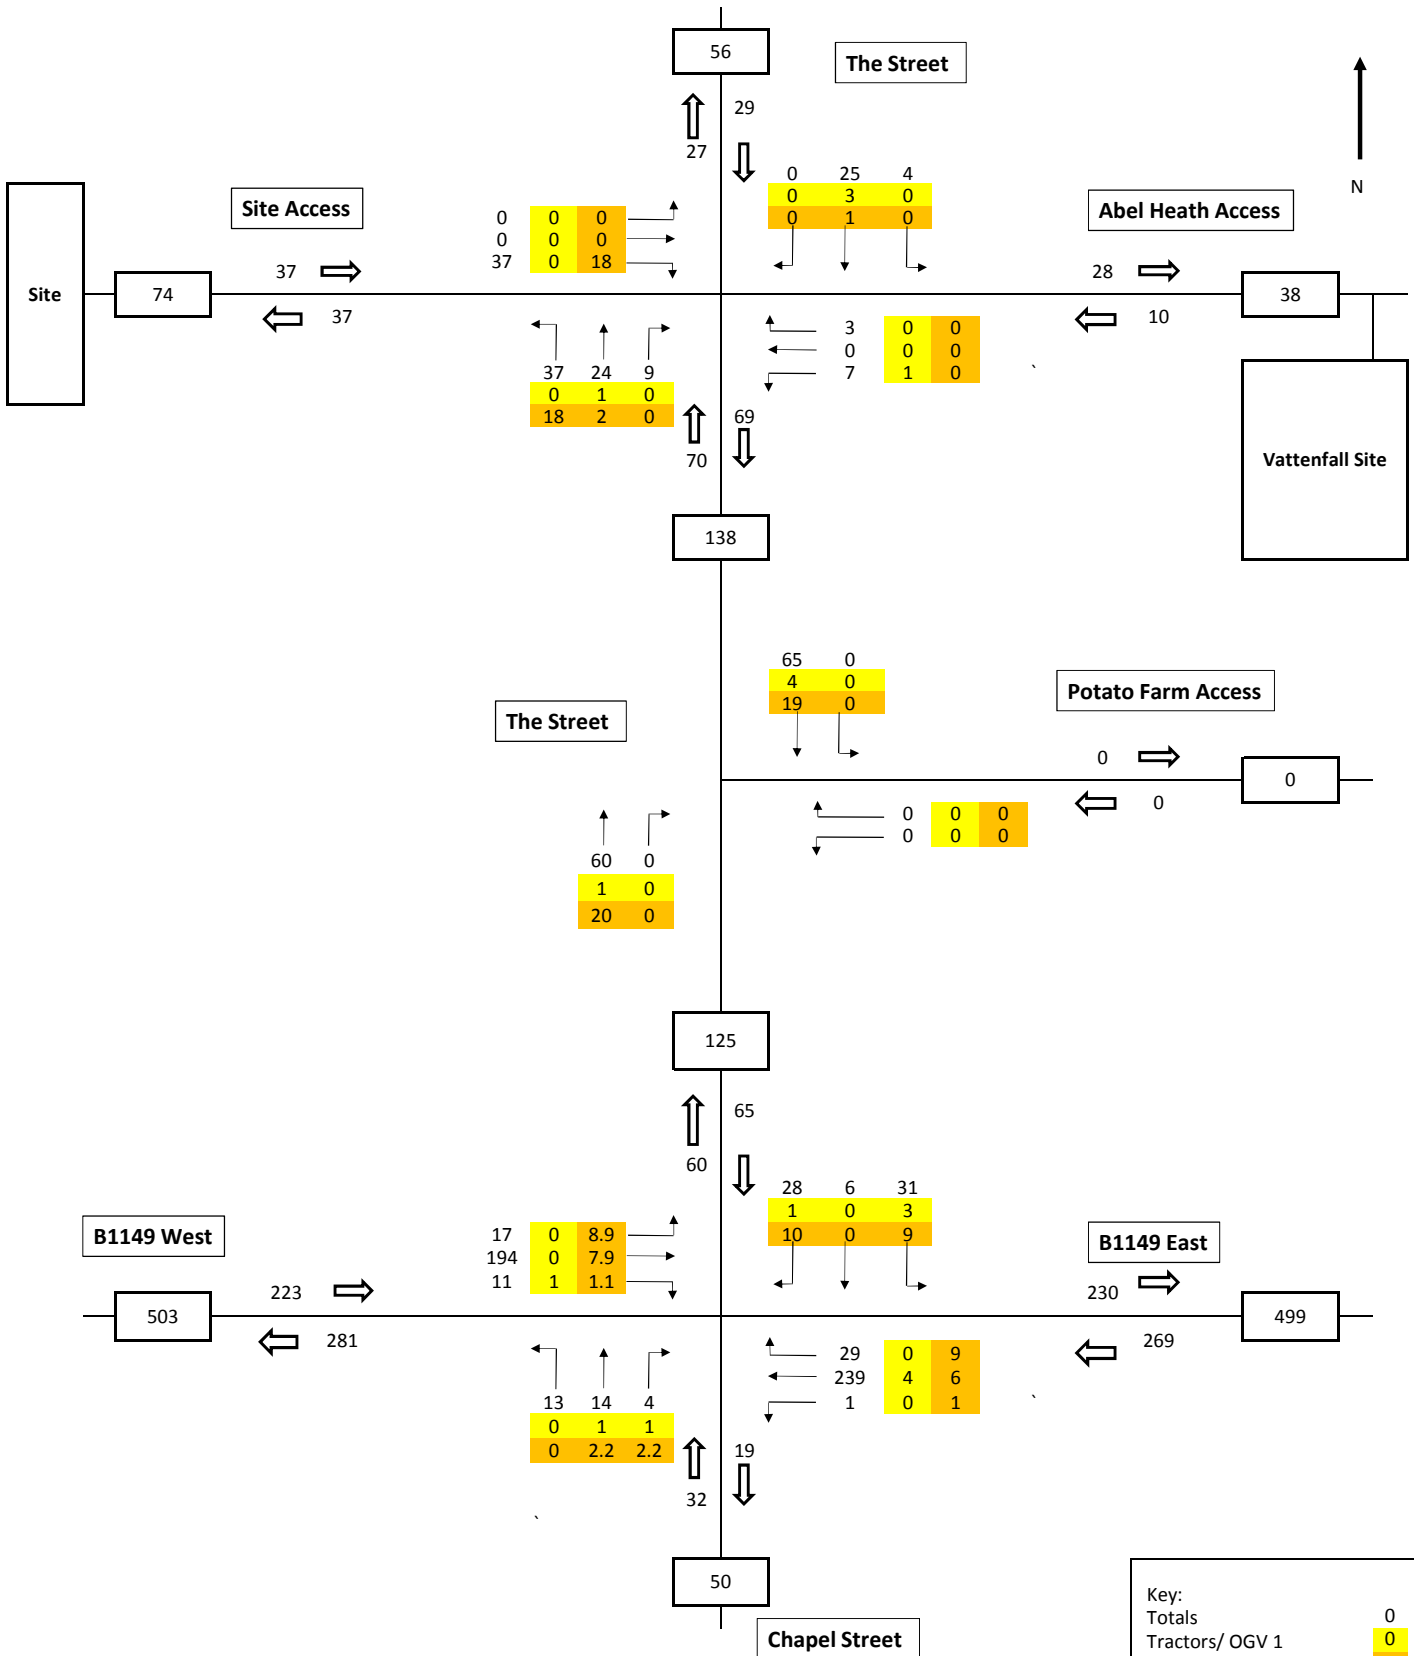 56
The Street
29
27
N
0 25 4
0 3 0
0 1 0
Site Access
0 0 0
0 0 0
37 0 18
Abel Heath Access
Site
74
37
37
28
10
38
3 0 0
0 0 0
7 1 0
`
37 24 9
0 1 0
18 2 0
69
70
Vattenfall Site
138
65 0
4 0
19 0
Potato Farm Access
The Street
0
0
0
0 0 0
0 0 0
60 0
1 0
20 0
125
65
60
28 6 31
1 0 3
10 0 9
B1149 West
17 0 8.9
194 0 7.9
11 1 1.1
B1149 East
223
230
503
499
281
269
29 0 9
239 4 6
1 0 1
`
13 14 4
0 1 1
0 2.2 2.2
19
32
`
50
Chapel Street
Key:
Totals 0
Tractors/ OGV 1 0